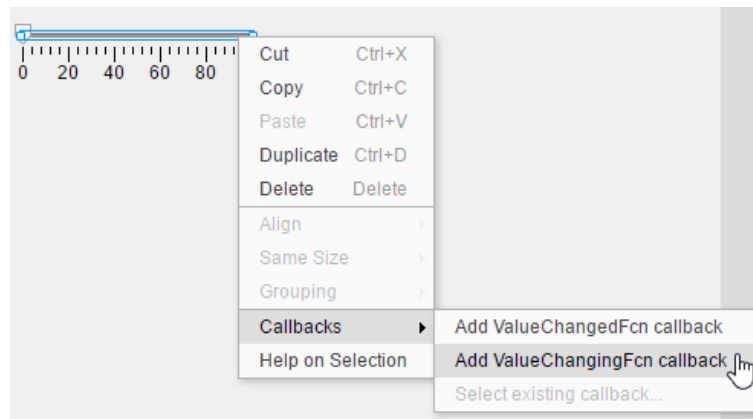 0 20 40 60 80
Cut Ctrl+X
Copy Ctrl+C
Paste Ctrl+V
Duplicate Ctrl+D
Delete Delete
Align
Same Size
Grouping
Callbacks
Help on Selection
Add ValueChangedFcn callback
Add ValueChangingFcn callback
Select existing callback...